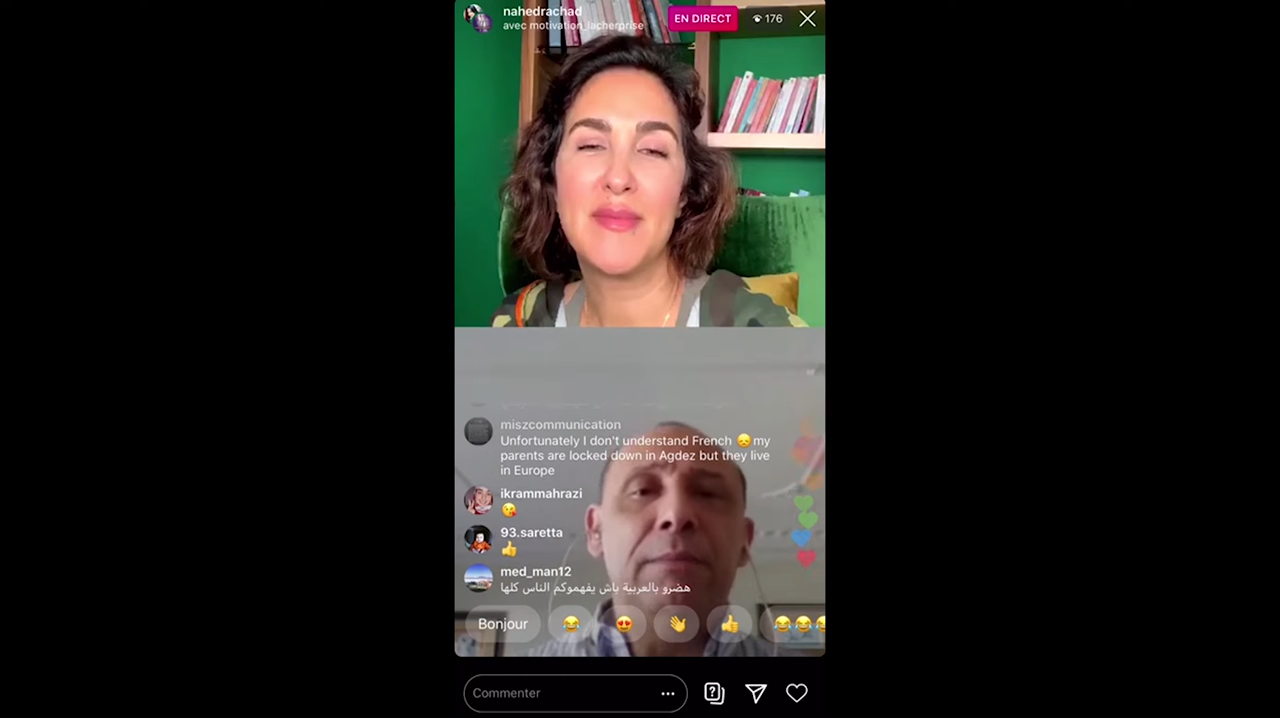 nahedrachad
avec motivation_lacherprise
EN DIRECT
176
miszcommunication
Unfortunately I don't understand French 😞 my
parents are locked down in Agdez but they live
in Europe
ikrammahrazi
😘
93.saretta
👍
med_man12
هضرو بالعربية باش يفهموكم الناس كلها
Bonjour 😂 😍 👋 👍 😂😂😂
Commenter